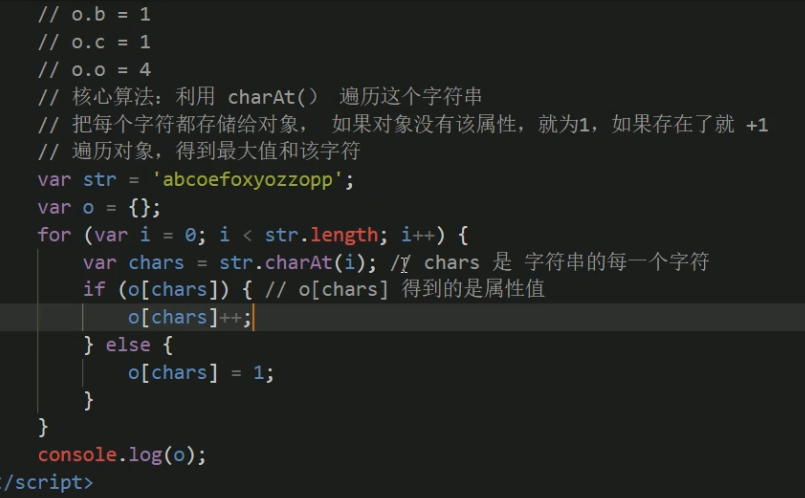 // o.b = 1
// o.c = 1
// o.o = 4
// 核心算法：利用 charAt() 遍历这个字符串
// 把每个字符都存储给对象， 如果对象没有该属性，就为1，如果存在了就 +1
// 遍历对象，得到最大值和该字符
var str = 'abcoefoxyozzopp';
var o = {};
for (var i = 0; i < str.length; i++) {
var chars = str.charAt(i); // chars 是 字符串的每一个字符
if (o[chars]) { // o[chars] 得到的是属性值
o[chars]++;
} else {
o[chars] = 1;
}
}
console.log(o);
</script>